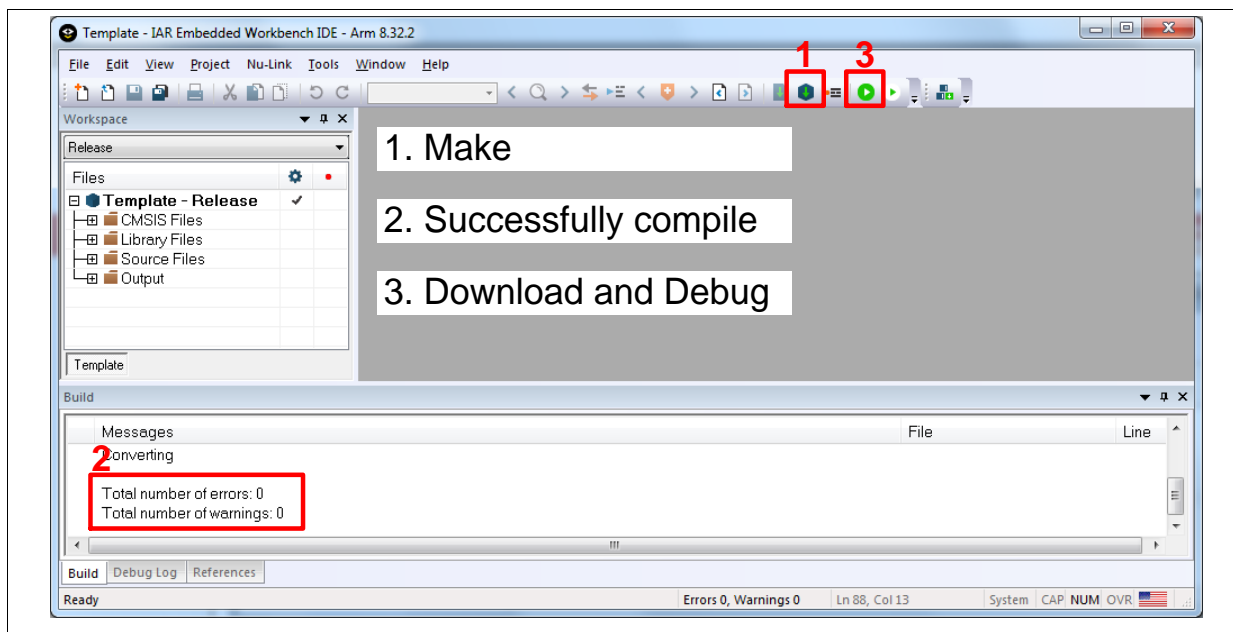 Template - IAR Embedded Workbench IDE - Arm 8.32.2
1 3
File Edit View Project Nu-Link Tools Window Help
Workspace
Release
Files
Template - Release
CMSIS Files
Library Files
Source Files
Output
Template
1. Make
2. Successfully compile
3. Download and Debug
Build
Messages File Line
2
Converting
Total number of errors: 0
Total number of warnings: 0
Build Debug Log References
Ready Errors 0, Warnings 0 Ln 88, Col 13 System CAP NUM OVR